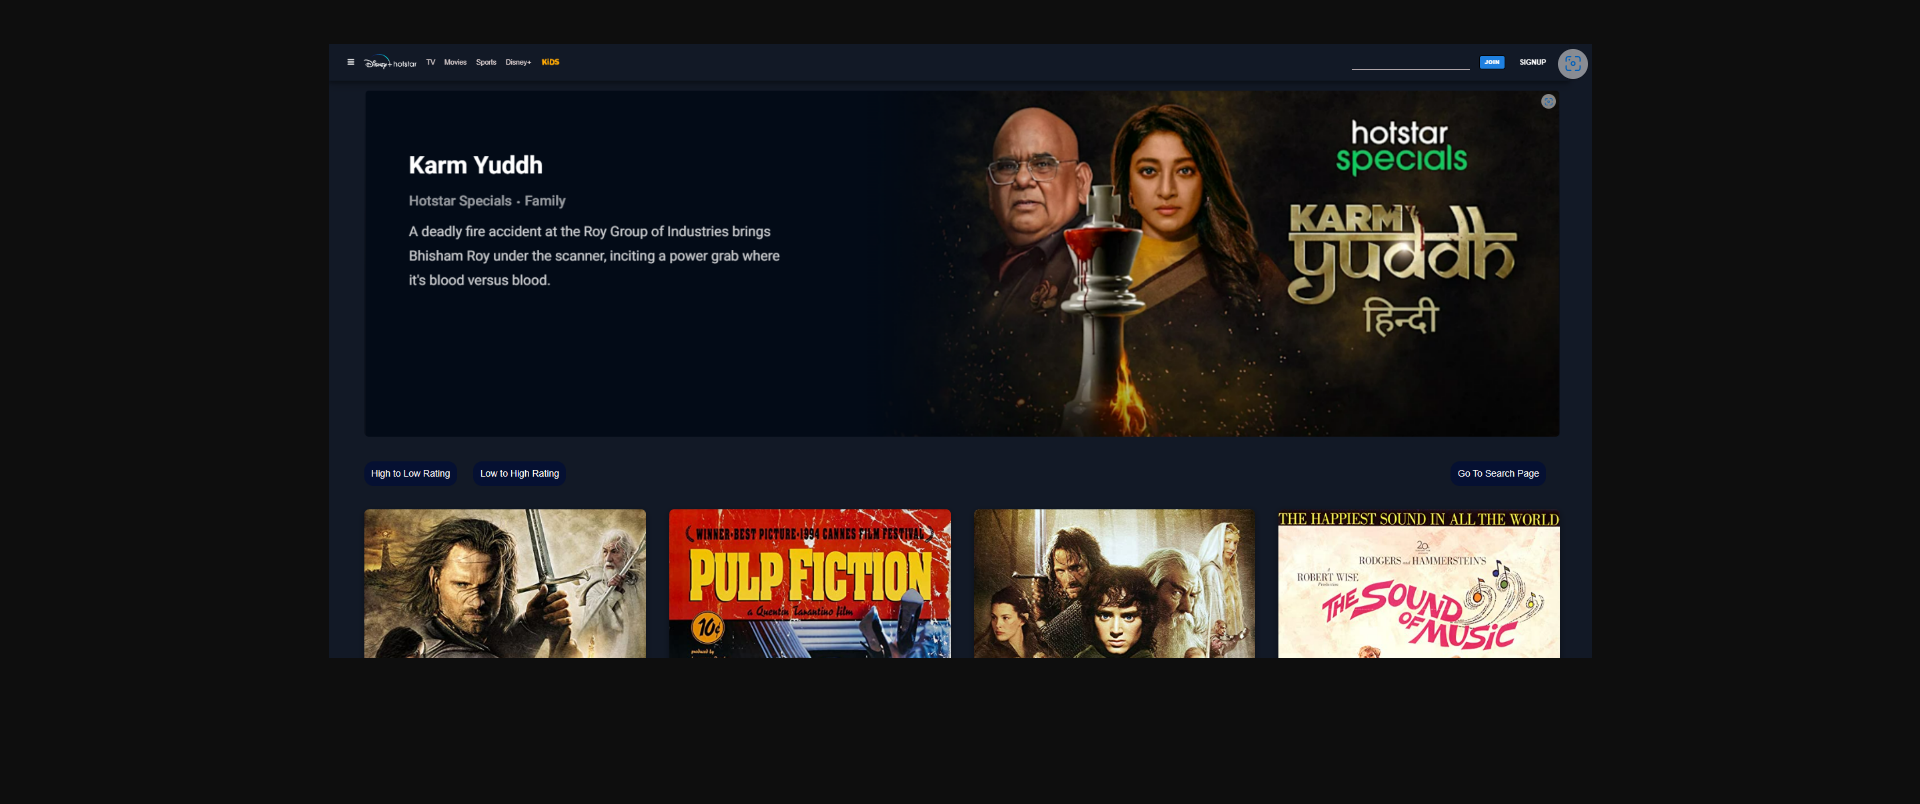 Disney+ hotstar TV Movies Sports Disney+ KiDS JOIN SIGNUP
Karm Yuddh
Hotstar Specials • Family
A deadly fire accident at the Roy Group of Industries brings
Bhisham Roy under the scanner, inciting a power grab where
it's blood versus blood.
hotstar
specials
KARM
yuddh
हिन्दी
High to Low Rating
Low to High Rating
Go To Search Page
WINNER-BEST PICTURE-1994 CANNES FILM FESTIVAL
PULP FICTION
a Quentin Tarantino film
10¢
produced by
THE HAPPIEST SOUND IN ALL THE WORLD
20
RODGERS and HAMMERSTEIN'S
ROBERT WISE
Production
THE SOUND
OF
MUSIC